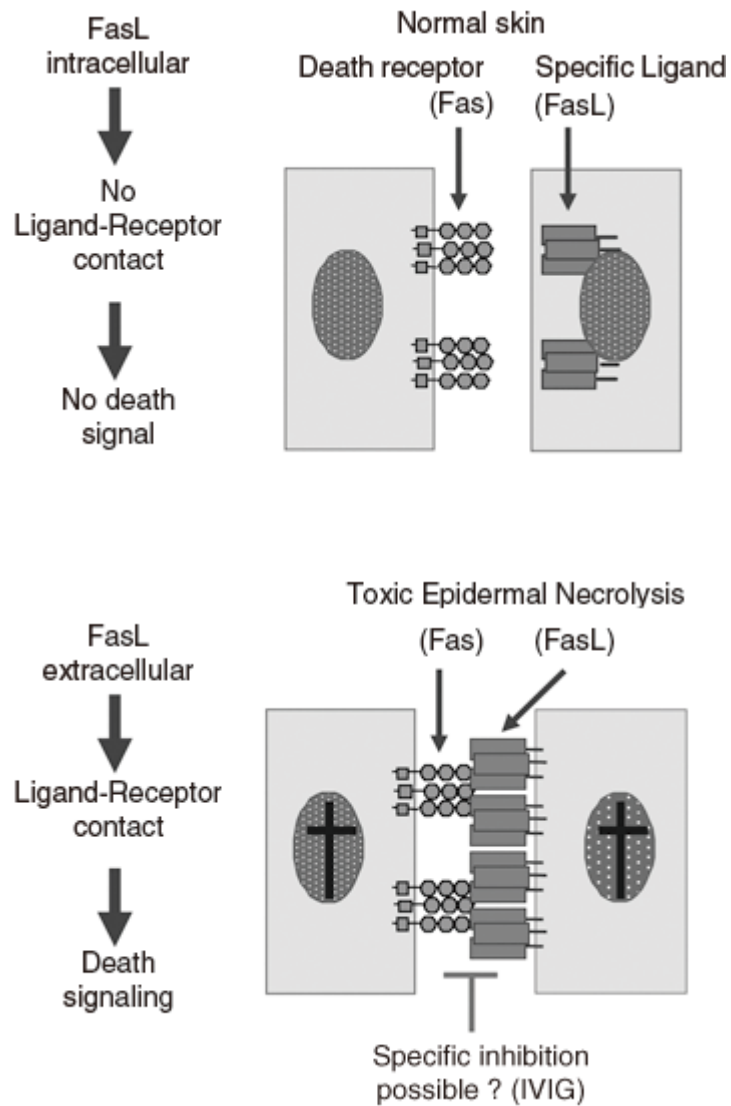 FasL
intracellular
No
Ligand-Receptor
contact
No death
signal
Normal skin
Death receptor
(Fas)
Specific Ligand
(FasL)
FasL
extracellular
Ligand-Receptor
contact
Death
signaling
Toxic Epidermal Necrolysis
(Fas)
(FasL)
Specific inhibition
possible ? (IVIG)